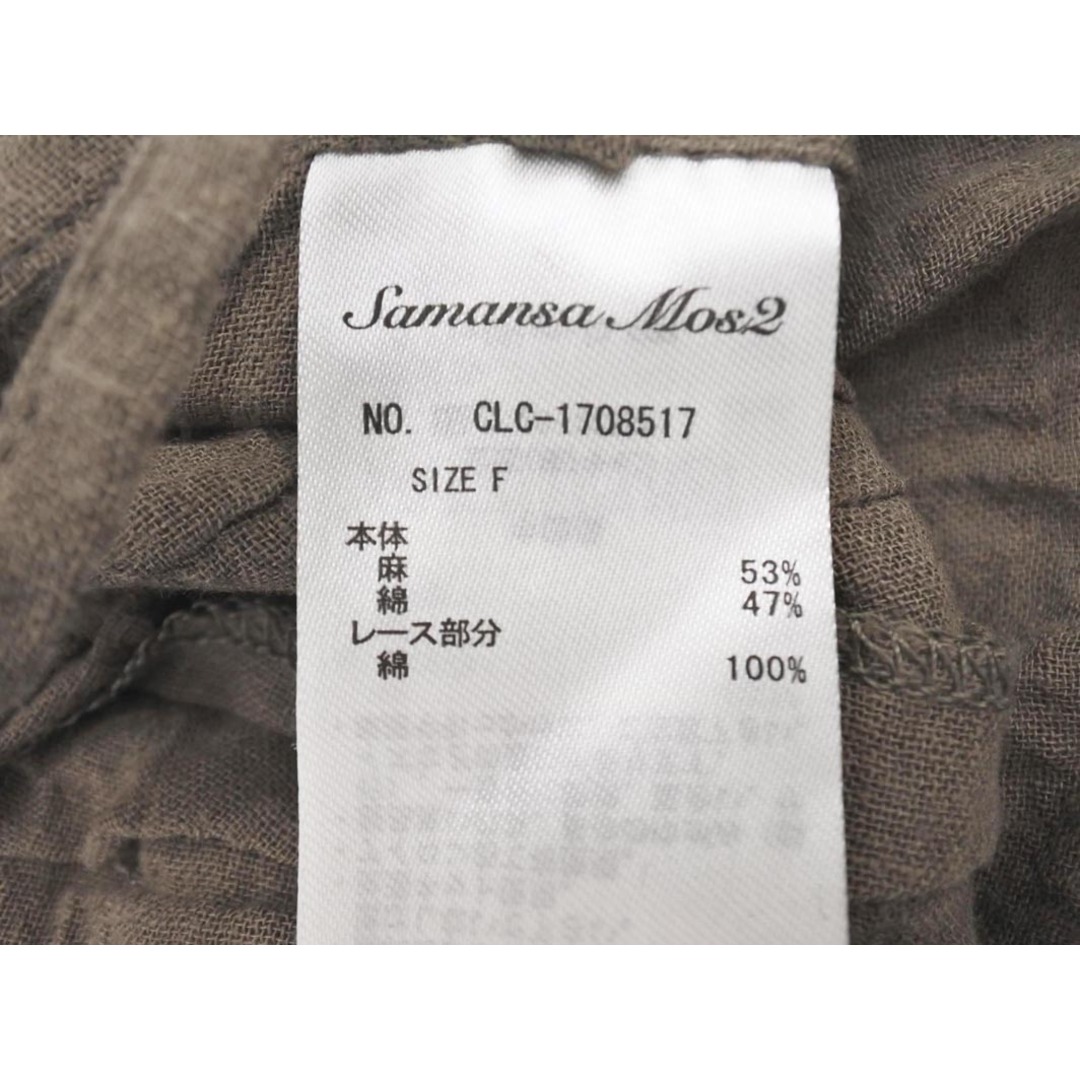 Samansa Mos2
NO. CLC-1708517
SIZE F
本体
麻 53%
綿 47%
レース部分
綿 100%